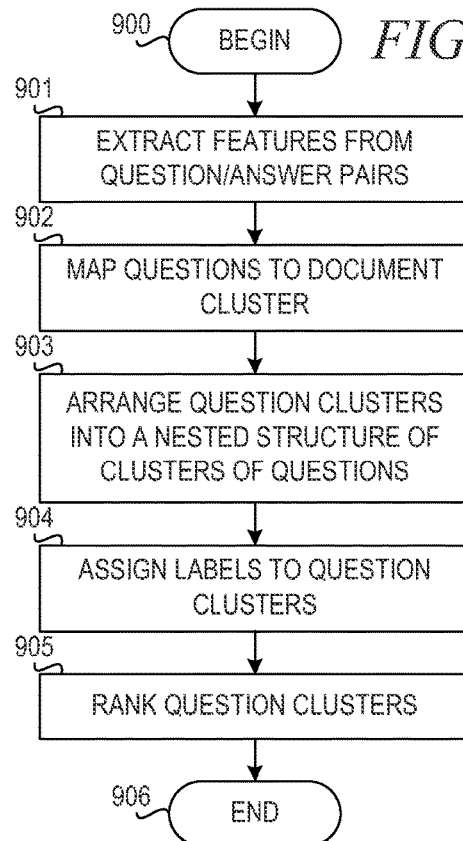 900
BEGIN
FIG
901
EXTRACT FEATURES FROM
QUESTION/ANSWER PAIRS
902
MAP QUESTIONS TO DOCUMENT
CLUSTER
903
ARRANGE QUESTION CLUSTERS
INTO A NESTED STRUCTURE OF
CLUSTERS OF QUESTIONS
904
ASSIGN LABELS TO QUESTION
CLUSTERS
905
RANK QUESTION CLUSTERS
906
END